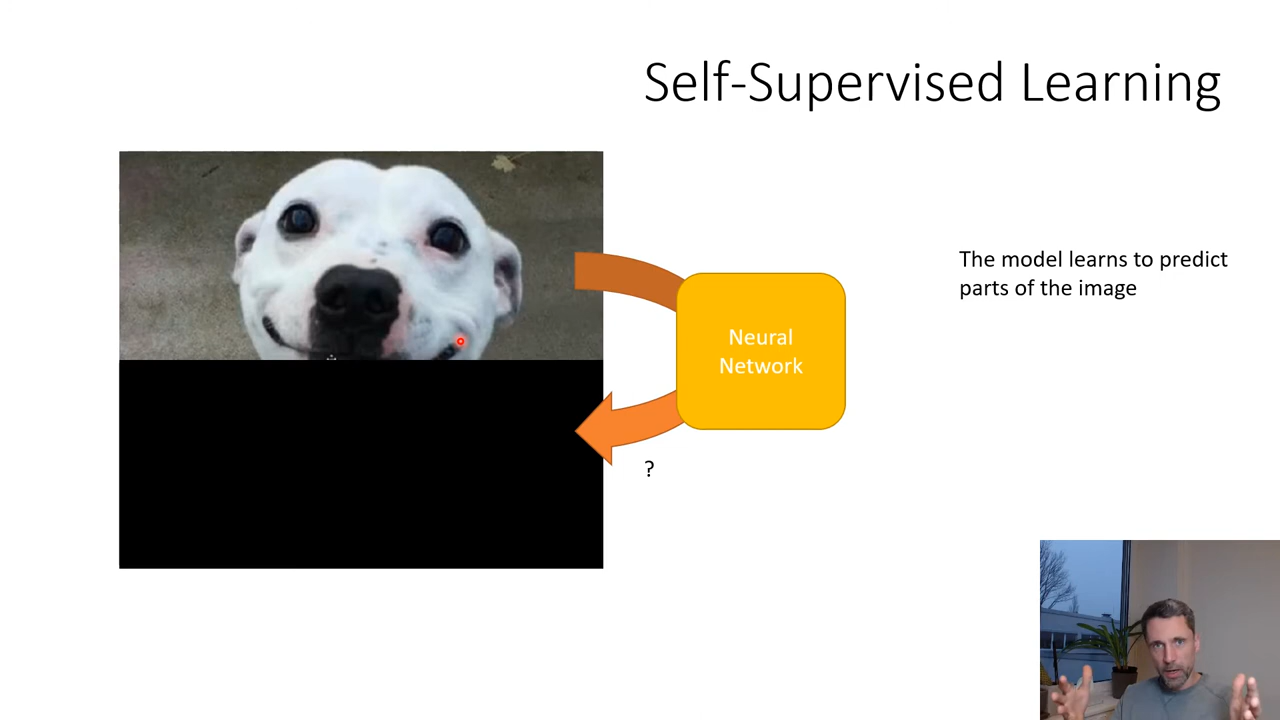 Self-Supervised Learning
The model learns to predict
parts of the image
Neural
Network
?